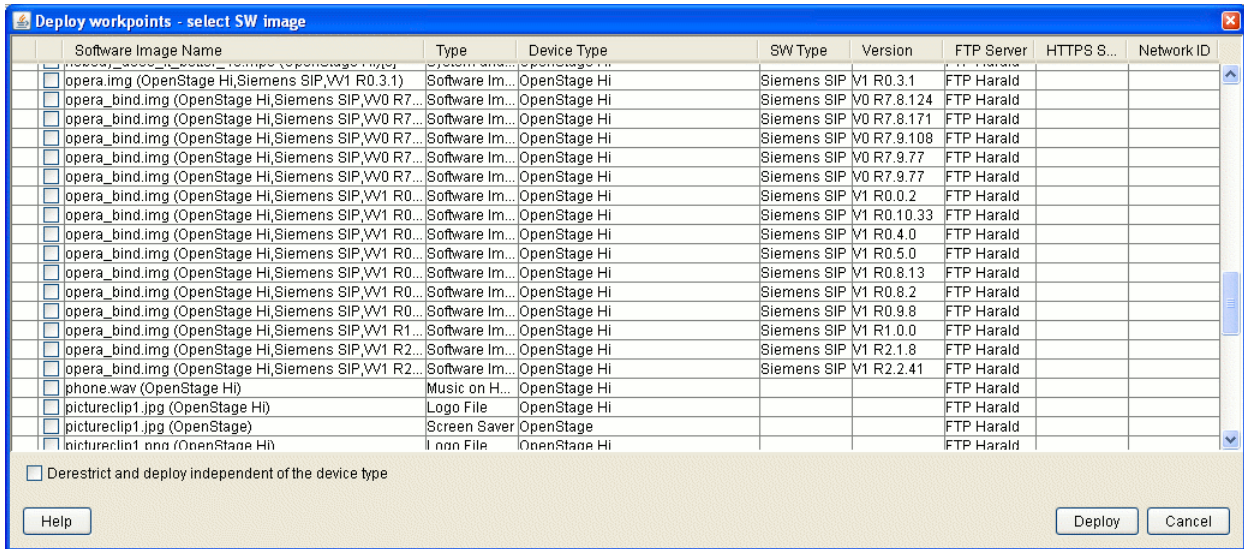 Deploy workpoints - select SW image
Software Image Name Type Device Type SW Type Version FTP Server HTTPS S... Network ID
opera.img (OpenStage Hi,Siemens SIP,V1 R0.3.1) Software Im... OpenStage Hi Siemens SIP V1 R0.3.1 FTP Harald
opera_bind.img (OpenStage Hi,Siemens SIP,V0 R7... Software Im... OpenStage Hi Siemens SIP V0 R7.8.124 FTP Harald
opera_bind.img (OpenStage Hi,Siemens SIP,V0 R7... Software Im... OpenStage Hi Siemens SIP V0 R7.8.171 FTP Harald
opera_bind.img (OpenStage Hi,Siemens SIP,V0 R7... Software Im... OpenStage Hi Siemens SIP V0 R7.9.108 FTP Harald
opera_bind.img (OpenStage Hi,Siemens SIP,V0 R7... Software Im... OpenStage Hi Siemens SIP V0 R7.9.77 FTP Harald
opera_bind.img (OpenStage Hi,Siemens SIP,V0 R7... Software Im... OpenStage Hi Siemens SIP V0 R7.9.77 FTP Harald
opera_bind.img (OpenStage Hi,Siemens SIP,V1 R0... Software Im... OpenStage Hi Siemens SIP V1 R0.0.2 FTP Harald
opera_bind.img (OpenStage Hi,Siemens SIP,V1 R0... Software Im... OpenStage Hi Siemens SIP V1 R0.10.33 FTP Harald
opera_bind.img (OpenStage Hi,Siemens SIP,V1 R0... Software Im... OpenStage Hi Siemens SIP V1 R0.4.0 FTP Harald
opera_bind.img (OpenStage Hi,Siemens SIP,V1 R0... Software Im... OpenStage Hi Siemens SIP V1 R0.5.0 FTP Harald
opera_bind.img (OpenStage Hi,Siemens SIP,V1 R0... Software Im... OpenStage Hi Siemens SIP V1 R0.8.13 FTP Harald
opera_bind.img (OpenStage Hi,Siemens SIP,V1 R0... Software Im... OpenStage Hi Siemens SIP V1 R0.8.2 FTP Harald
opera_bind.img (OpenStage Hi,Siemens SIP,V1 R0... Software Im... OpenStage Hi Siemens SIP V1 R0.9.8 FTP Harald
opera_bind.img (OpenStage Hi,Siemens SIP,V1 R1... Software Im... OpenStage Hi Siemens SIP V1 R1.0.0 FTP Harald
opera_bind.img (OpenStage Hi,Siemens SIP,V1 R2... Software Im... OpenStage Hi Siemens SIP V1 R2.1.8 FTP Harald
opera_bind.img (OpenStage Hi,Siemens SIP,V1 R2... Software Im... OpenStage Hi Siemens SIP V1 R2.2.41 FTP Harald
phone.wav (OpenStage Hi) Music on H... OpenStage Hi FTP Harald
pictureclip1.jpg (OpenStage Hi) Logo File OpenStage Hi FTP Harald
pictureclip1.jpg (OpenStage) Screen Saver OpenStage FTP Harald
pictureclip1.png (OpenStage Hi) Logo File OpenStage Hi FTP Harald
Derestrict and deploy independent of the device type
Help Deploy Cancel